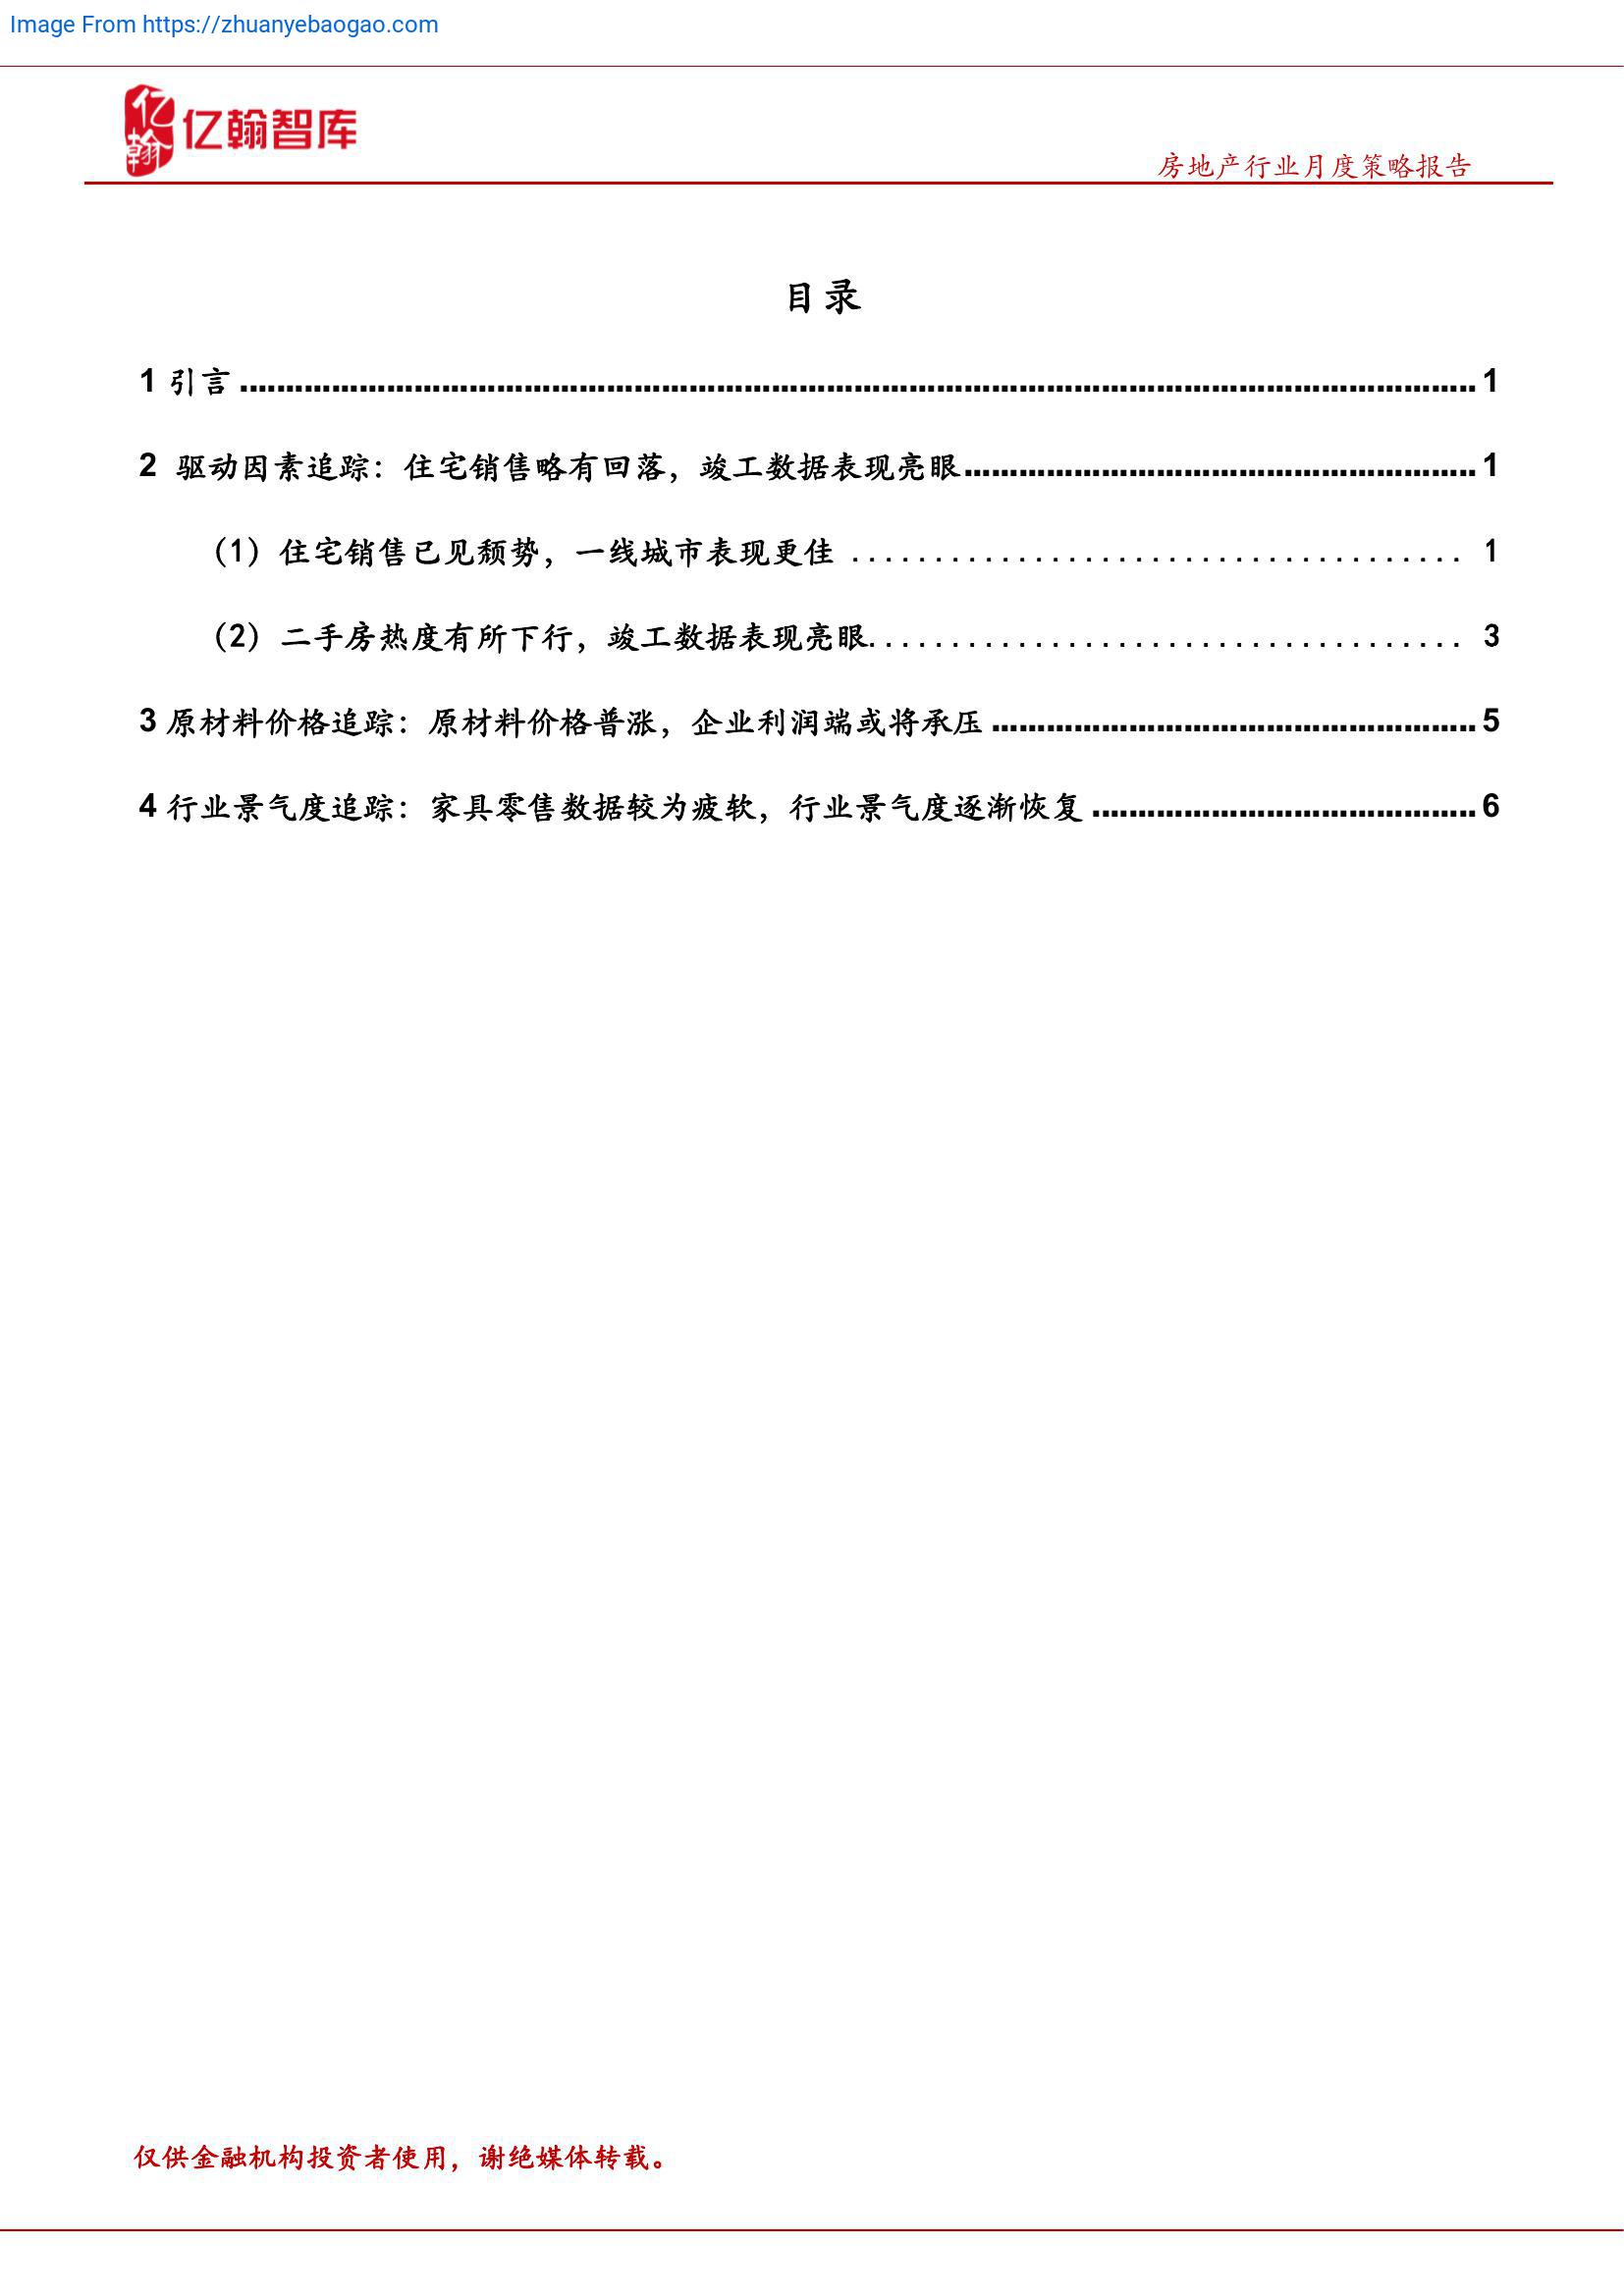 Image From https://zhuanyebaogao.com
亿翰
亿翰智库
房地产行业月度策略报告
目录
1 引言 ........................................ 1
2 驱动因素追踪：住宅销售略有回落，竣工数据表现亮眼........................................ 1
（1）住宅销售已见颓势，一线城市表现更佳 ........................................ 1
（2）二手房热度有所下行，竣工数据表现亮眼........................................ 3
3 原材料价格追踪：原材料价格普涨，企业利润端或将承压 ........................................ 5
4 行业景气度追踪：家具零售数据较为疲软，行业景气度逐渐恢复 ........................................ 6
仅供金融机构投资者使用，谢绝媒体转载。